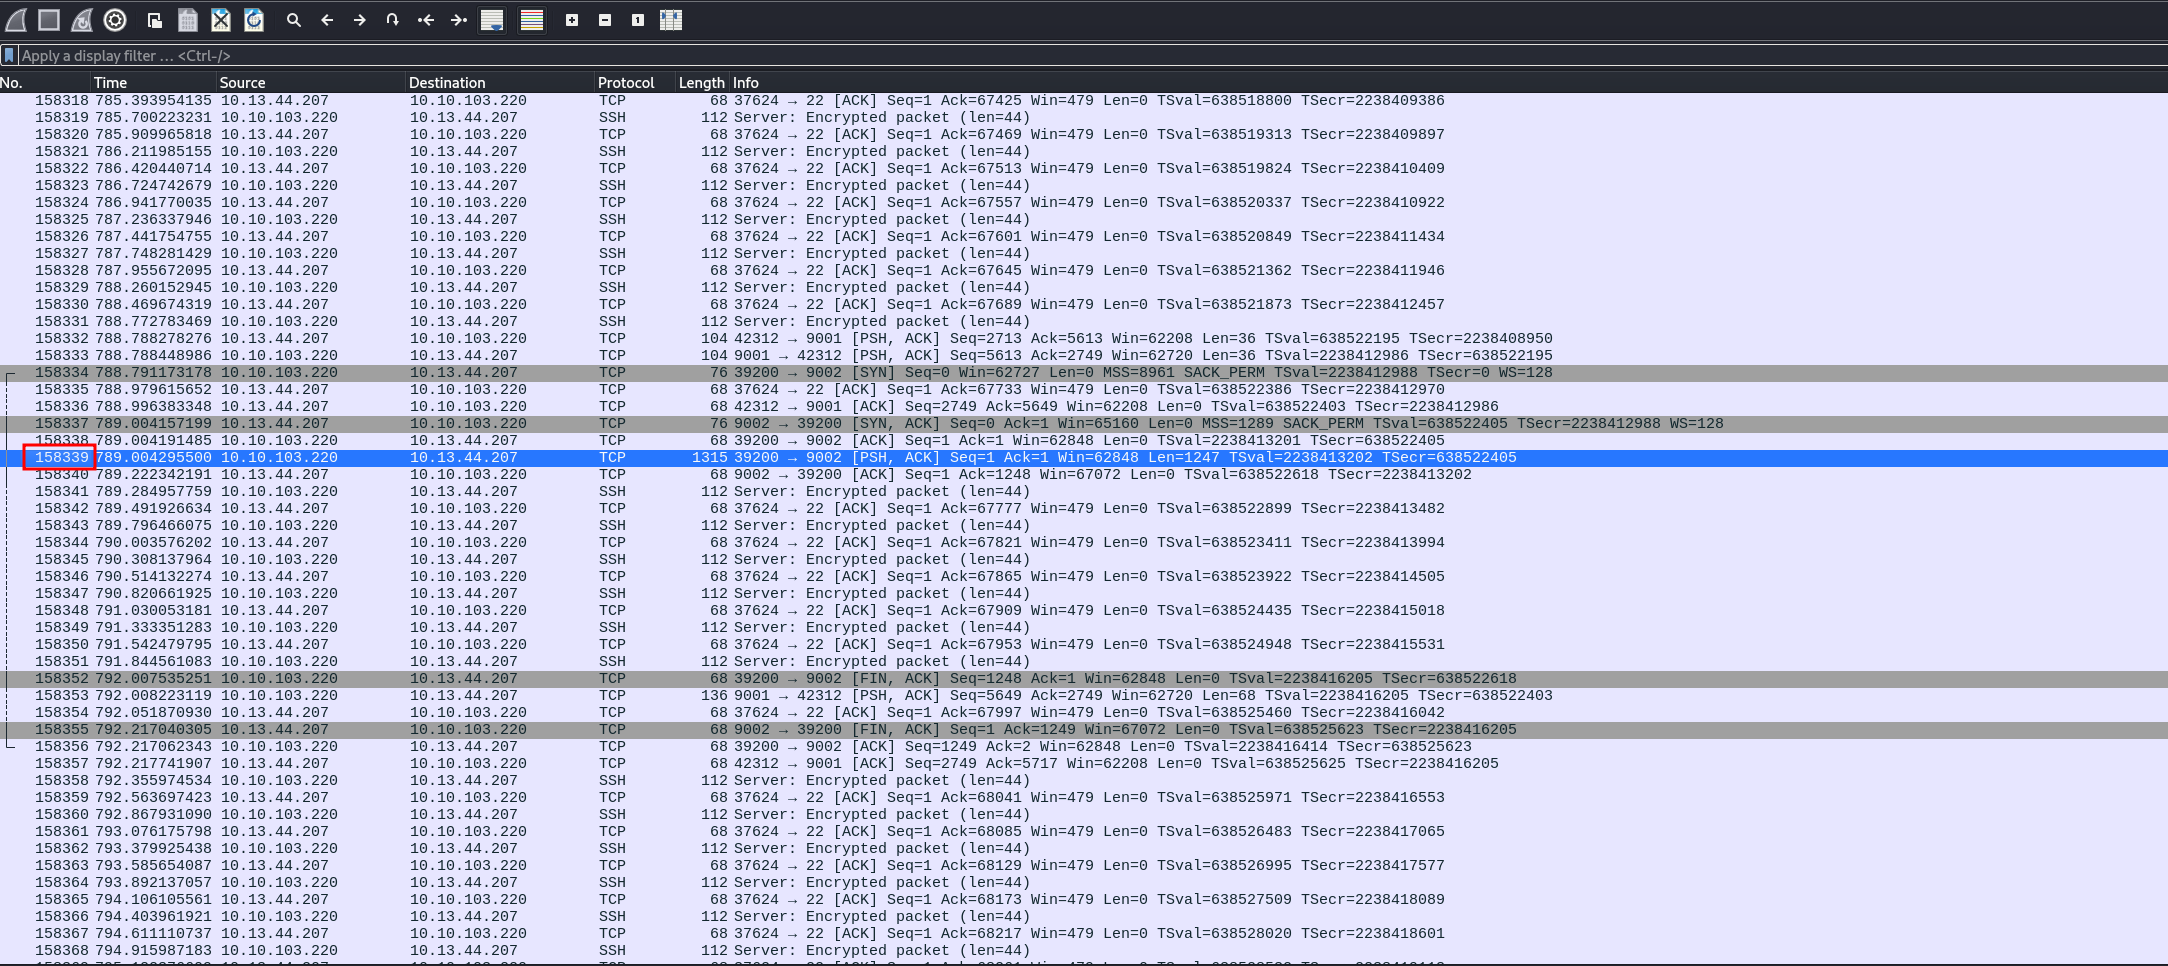 Apply a display filter … <Ctrl-/>
No. Time Source Destination Protocol Length Info
158318 785.393954135 10.13.44.207 10.10.103.220 TCP 68 37624 → 22 [ACK] Seq=1 Ack=67425 Win=479 Len=0 TSval=638518800 TSecr=2238409386
158319 785.700223231 10.10.103.220 10.13.44.207 SSH 112 Server: Encrypted packet (len=44)
158320 785.909965818 10.13.44.207 10.10.103.220 TCP 68 37624 → 22 [ACK] Seq=1 Ack=67469 Win=479 Len=0 TSval=638519313 TSecr=2238409897
158321 786.211985155 10.10.103.220 10.13.44.207 SSH 112 Server: Encrypted packet (len=44)
158322 786.420440714 10.13.44.207 10.10.103.220 TCP 68 37624 → 22 [ACK] Seq=1 Ack=67513 Win=479 Len=0 TSval=638519824 TSecr=2238410409
158323 786.724742679 10.10.103.220 10.13.44.207 SSH 112 Server: Encrypted packet (len=44)
158324 786.941770035 10.13.44.207 10.10.103.220 TCP 68 37624 → 22 [ACK] Seq=1 Ack=67557 Win=479 Len=0 TSval=638520337 TSecr=2238410922
158325 787.236337946 10.10.103.220 10.13.44.207 SSH 112 Server: Encrypted packet (len=44)
158326 787.441754755 10.13.44.207 10.10.103.220 TCP 68 37624 → 22 [ACK] Seq=1 Ack=67601 Win=479 Len=0 TSval=638520849 TSecr=2238411434
158327 787.748281429 10.10.103.220 10.13.44.207 SSH 112 Server: Encrypted packet (len=44)
158328 787.955672095 10.13.44.207 10.10.103.220 TCP 68 37624 → 22 [ACK] Seq=1 Ack=67645 Win=479 Len=0 TSval=638521362 TSecr=2238411946
158329 788.260152945 10.10.103.220 10.13.44.207 SSH 112 Server: Encrypted packet (len=44)
158330 788.469674319 10.13.44.207 10.10.103.220 TCP 68 37624 → 22 [ACK] Seq=1 Ack=67689 Win=479 Len=0 TSval=638521873 TSecr=2238412457
158331 788.772783469 10.10.103.220 10.13.44.207 SSH 112 Server: Encrypted packet (len=44)
158332 788.788278276 10.13.44.207 10.10.103.220 TCP 104 42312 → 9001 [PSH, ACK] Seq=2713 Ack=5613 Win=62208 Len=36 TSval=638522195 TSecr=2238408950
158333 788.788448986 10.10.103.220 10.13.44.207 TCP 104 9001 → 42312 [PSH, ACK] Seq=5613 Ack=2749 Win=62720 Len=36 TSval=2238412986 TSecr=638522195
158334 788.791173178 10.10.103.220 10.13.44.207 TCP 76 39200 → 9002 [SYN] Seq=0 Win=62727 Len=0 MSS=8961 SACK_PERM TSval=2238412988 TSecr=0 WS=128
158335 788.979615652 10.13.44.207 10.10.103.220 TCP 68 37624 → 22 [ACK] Seq=1 Ack=67733 Win=479 Len=0 TSval=638522386 TSecr=2238412970
158336 788.996383348 10.13.44.207 10.10.103.220 TCP 68 42312 → 9001 [ACK] Seq=2749 Ack=5649 Win=62208 Len=0 TSval=638522403 TSecr=2238412986
158337 789.004157199 10.13.44.207 10.10.103.220 TCP 76 9002 → 39200 [SYN, ACK] Seq=0 Ack=1 Win=65160 Len=0 MSS=1289 SACK_PERM TSval=638522405 TSecr=2238412988 WS=128
158338 789.004191485 10.10.103.220 10.13.44.207 TCP 68 39200 → 9002 [ACK] Seq=1 Ack=1 Win=62848 Len=0 TSval=2238413201 TSecr=638522405
158339 789.004295500 10.10.103.220 10.13.44.207 TCP 1315 39200 → 9002 [PSH, ACK] Seq=1 Ack=1 Win=62848 Len=1247 TSval=2238413202 TSecr=638522405
158340 789.222342191 10.13.44.207 10.10.103.220 TCP 68 9002 → 39200 [ACK] Seq=1 Ack=1248 Win=67072 Len=0 TSval=638522618 TSecr=2238413202
158341 789.284957759 10.10.103.220 10.13.44.207 SSH 112 Server: Encrypted packet (len=44)
158342 789.491926634 10.13.44.207 10.10.103.220 TCP 68 37624 → 22 [ACK] Seq=1 Ack=67777 Win=479 Len=0 TSval=638522899 TSecr=2238413482
158343 789.796466075 10.10.103.220 10.13.44.207 SSH 112 Server: Encrypted packet (len=44)
158344 790.003576202 10.13.44.207 10.10.103.220 TCP 68 37624 → 22 [ACK] Seq=1 Ack=67821 Win=479 Len=0 TSval=638523411 TSecr=2238413994
158345 790.308137964 10.10.103.220 10.13.44.207 SSH 112 Server: Encrypted packet (len=44)
158346 790.514132274 10.13.44.207 10.10.103.220 TCP 68 37624 → 22 [ACK] Seq=1 Ack=67865 Win=479 Len=0 TSval=638523922 TSecr=2238414505
158347 790.820661925 10.10.103.220 10.13.44.207 SSH 112 Server: Encrypted packet (len=44)
158348 791.030053181 10.13.44.207 10.10.103.220 TCP 68 37624 → 22 [ACK] Seq=1 Ack=67909 Win=479 Len=0 TSval=638524435 TSecr=2238415018
158349 791.333351283 10.10.103.220 10.13.44.207 SSH 112 Server: Encrypted packet (len=44)
158350 791.542479795 10.13.44.207 10.10.103.220 TCP 68 37624 → 22 [ACK] Seq=1 Ack=67953 Win=479 Len=0 TSval=638524948 TSecr=2238415531
158351 791.844561083 10.10.103.220 10.13.44.207 SSH 112 Server: Encrypted packet (len=44)
158352 792.007535251 10.10.103.220 10.13.44.207 TCP 68 39200 → 9002 [FIN, ACK] Seq=1248 Ack=1 Win=62848 Len=0 TSval=2238416205 TSecr=638522618
158353 792.008223119 10.10.103.220 10.13.44.207 TCP 136 9001 → 42312 [PSH, ACK] Seq=5649 Ack=2749 Win=62720 Len=68 TSval=2238416205 TSecr=638522403
158354 792.051870930 10.13.44.207 10.10.103.220 TCP 68 37624 → 22 [ACK] Seq=1 Ack=67997 Win=479 Len=0 TSval=638525460 TSecr=2238416042
158355 792.217040305 10.13.44.207 10.10.103.220 TCP 68 9002 → 39200 [FIN, ACK] Seq=1 Ack=1249 Win=67072 Len=0 TSval=638525623 TSecr=2238416205
158356 792.217062343 10.10.103.220 10.13.44.207 TCP 68 39200 → 9002 [ACK] Seq=1249 Ack=2 Win=62848 Len=0 TSval=2238416414 TSecr=638525623
158357 792.217741907 10.13.44.207 10.10.103.220 TCP 68 42312 → 9001 [ACK] Seq=2749 Ack=5717 Win=62208 Len=0 TSval=638525625 TSecr=2238416205
158358 792.355974534 10.10.103.220 10.13.44.207 SSH 112 Server: Encrypted packet (len=44)
158359 792.563697423 10.13.44.207 10.10.103.220 TCP 68 37624 → 22 [ACK] Seq=1 Ack=68041 Win=479 Len=0 TSval=638525971 TSecr=2238416553
158360 792.867931090 10.10.103.220 10.13.44.207 SSH 112 Server: Encrypted packet (len=44)
158361 793.076175798 10.13.44.207 10.10.103.220 TCP 68 37624 → 22 [ACK] Seq=1 Ack=68085 Win=479 Len=0 TSval=638526483 TSecr=2238417065
158362 793.379925438 10.10.103.220 10.13.44.207 SSH 112 Server: Encrypted packet (len=44)
158363 793.585654087 10.13.44.207 10.10.103.220 TCP 68 37624 → 22 [ACK] Seq=1 Ack=68129 Win=479 Len=0 TSval=638526995 TSecr=2238417577
158364 793.892137057 10.10.103.220 10.13.44.207 SSH 112 Server: Encrypted packet (len=44)
158365 794.106105561 10.13.44.207 10.10.103.220 TCP 68 37624 → 22 [ACK] Seq=1 Ack=68173 Win=479 Len=0 TSval=638527509 TSecr=2238418089
158366 794.403961921 10.10.103.220 10.13.44.207 SSH 112 Server: Encrypted packet (len=44)
158367 794.611110737 10.13.44.207 10.10.103.220 TCP 68 37624 → 22 [ACK] Seq=1 Ack=68217 Win=479 Len=0 TSval=638528020 TSecr=2238418601
158368 794.915987183 10.10.103.220 10.13.44.207 SSH 112 Server: Encrypted packet (len=44)